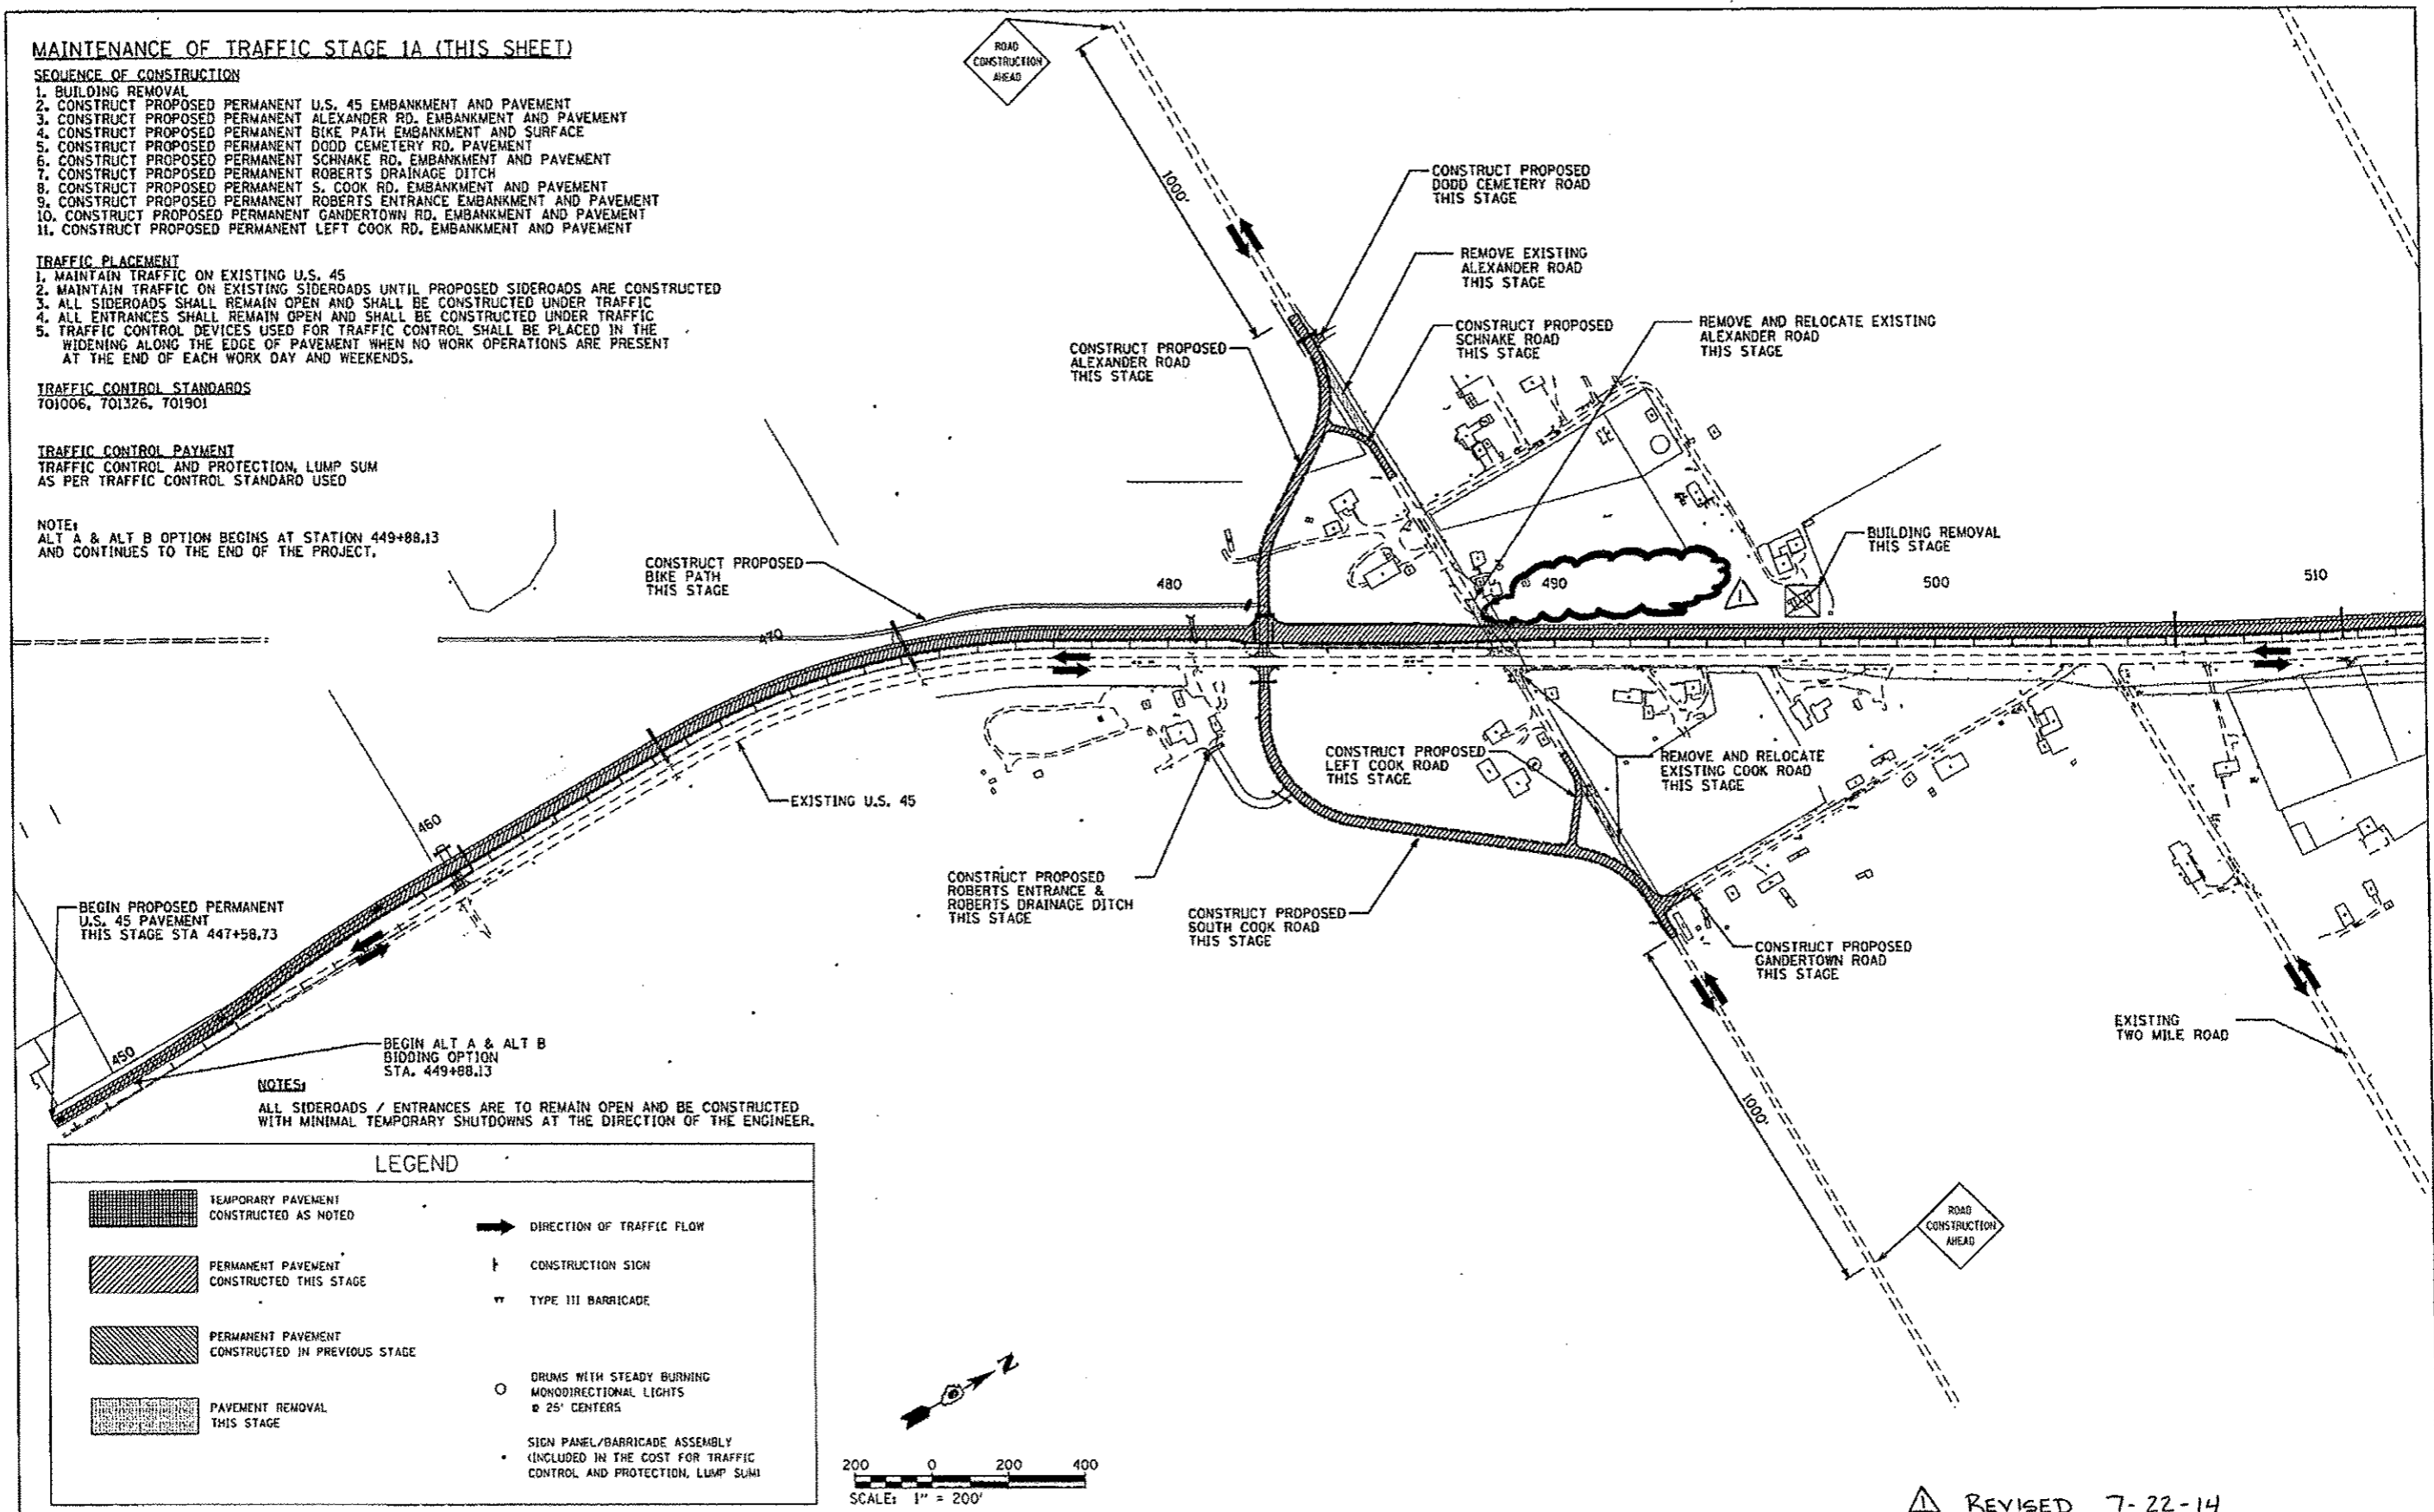 MAINTENANCE OF TRAFFIC STAGE 1A (THIS SHEET)
SEQUENCE OF CONSTRUCTION
1. BUILDING REMOVAL
2. CONSTRUCT PROPOSED PERMANENT U.S. 45 EMBANKMENT AND PAVEMENT
3. CONSTRUCT PROPOSED PERMANENT ALEXANDER RD. EMBANKMENT AND PAVEMENT
4. CONSTRUCT PROPOSED PERMANENT BIKE PATH EMBANKMENT AND SURFACE
5. CONSTRUCT PROPOSED PERMANENT DODD CEMETERY RD. PAVEMENT
6. CONSTRUCT PROPOSED PERMANENT SCHNAKE RD. EMBANKMENT AND PAVEMENT
7. CONSTRUCT PROPOSED PERMANENT ROBERTS DRAINAGE DITCH
8. CONSTRUCT PROPOSED PERMANENT S. COOK RD. EMBANKMENT AND PAVEMENT
9. CONSTRUCT PROPOSED PERMANENT ROBERTS ENTRANCE EMBANKMENT AND PAVEMENT
10. CONSTRUCT PROPOSED PERMANENT GANDERTOWN RD. EMBANKMENT AND PAVEMENT
11. CONSTRUCT PROPOSED PERMANENT LEFT COOK RD. EMBANKMENT AND PAVEMENT
TRAFFIC PLACEMENT
1. MAINTAIN TRAFFIC ON EXISTING U.S. 45
2. MAINTAIN TRAFFIC ON EXISTING SIDEROADS UNTIL PROPOSED SIDEROADS ARE CONSTRUCTED
3. ALL SIDEROADS SHALL REMAIN OPEN AND SHALL BE CONSTRUCTED UNDER TRAFFIC
4. ALL ENTRANCES SHALL REMAIN OPEN AND SHALL BE CONSTRUCTED UNDER TRAFFIC
5. TRAFFIC CONTROL DEVICES USED FOR TRAFFIC CONTROL SHALL BE PLACED IN THE
WIDENING ALONG THE EDGE OF PAVEMENT WHEN NO WORK OPERATIONS ARE PRESENT
AT THE END OF EACH WORK DAY AND WEEKENDS.
TRAFFIC CONTROL STANDARDS
701006, 701326, 701901
TRAFFIC CONTROL PAYMENT
TRAFFIC CONTROL AND PROTECTION, LUMP SUM
AS PER TRAFFIC CONTROL STANDARD USED
NOTE:
ALT A & ALT B OPTION BEGINS AT STATION 449+88.13
AND CONTINUES TO THE END OF THE PROJECT.
ROAD
CONSTRUCTION
AHEAD
1000'
CONSTRUCT PROPOSED
DODD CEMETERY ROAD
THIS STAGE
REMOVE EXISTING
ALEXANDER ROAD
THIS STAGE
CONSTRUCT PROPOSED
SCHNAKE ROAD
THIS STAGE
REMOVE AND RELOCATE EXISTING
ALEXANDER ROAD
THIS STAGE
CONSTRUCT PROPOSED
ALEXANDER ROAD
THIS STAGE
BUILDING REMOVAL
THIS STAGE
CONSTRUCT PROPOSED
BIKE PATH
THIS STAGE
450
460
470
480
490
500
510
1
EXISTING U.S. 45
CONSTRUCT PROPOSED
LEFT COOK ROAD
THIS STAGE
REMOVE AND RELOCATE
EXISTING COOK ROAD
THIS STAGE
CONSTRUCT PROPOSED
ROBERTS ENTRANCE &
ROBERTS DRAINAGE DITCH
THIS STAGE
CONSTRUCT PROPOSED
SOUTH COOK ROAD
THIS STAGE
CONSTRUCT PROPOSED
GANDERTOWN ROAD
THIS STAGE
EXISTING
TWO MILE ROAD
1000'
ROAD
CONSTRUCTION
AHEAD
BEGIN PROPOSED PERMANENT
U.S. 45 PAVEMENT
THIS STAGE STA 447+58.73
BEGIN ALT A & ALT B
BIDDING OPTION
STA. 449+88.13
NOTES:
ALL SIDEROADS / ENTRANCES ARE TO REMAIN OPEN AND BE CONSTRUCTED
WITH MINIMAL TEMPORARY SHUTDOWNS AT THE DIRECTION OF THE ENGINEER.
LEGEND
TEMPORARY PAVEMENT
CONSTRUCTED AS NOTED
PERMANENT PAVEMENT
CONSTRUCTED THIS STAGE
PERMANENT PAVEMENT
CONSTRUCTED IN PREVIOUS STAGE
PAVEMENT REMOVAL
THIS STAGE
DIRECTION OF TRAFFIC FLOW
CONSTRUCTION SIGN
TYPE III BARRICADE
DRUMS WITH STEADY BURNING
MONODIRECTIONAL LIGHTS
@ 25' CENTERS
SIGN PANEL/BARRICADE ASSEMBLY
(INCLUDED IN THE COST FOR TRAFFIC
CONTROL AND PROTECTION, LUMP SUM)
N
200 0 200 400
SCALE: 1" = 200'
1 REVISED 7-22-14